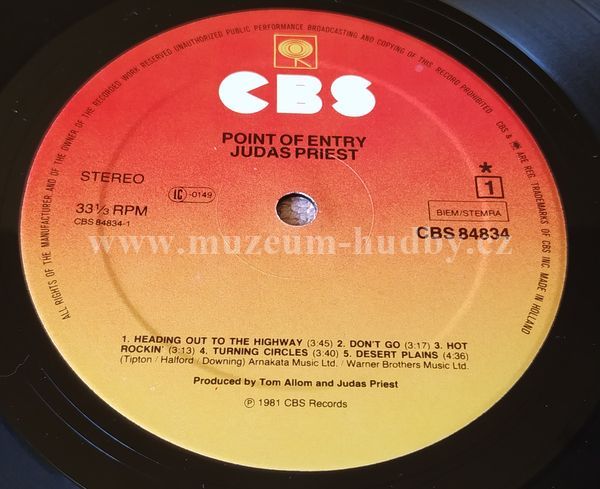 ALL RIGHTS OF THE MANUFACTURER AND OF THE OWNER OF THE RECORDED WORK RESERVED UNAUTHORIZED PUBLIC PERFORMANCE BROADCASTING AND COPYING OF THIS RECORD PROHIBITED CBS & ARE REG. TRADEMARKS OF CBS INC. MADE IN HOLLAND
CBS
POINT OF ENTRY
JUDAS PRIEST
STEREO
IC -0149
* 1
33⅓ RPM
BIEM/STEMRA
CBS 84834-1
CBS 84834
www.muzeum-hudby.cz
1. HEADING OUT TO THE HIGHWAY (3:45) 2. DON'T GO (3:17) 3. HOT
ROCKIN' (3:13) 4. TURNING CIRCLES (3:40) 5. DESERT PLAINS (4:36)
(Tipton / Halford / Downing) Arnakata Music Ltd. / Warner Brothers Music Ltd.
Produced by Tom Allom and Judas Priest
℗ 1981 CBS Records